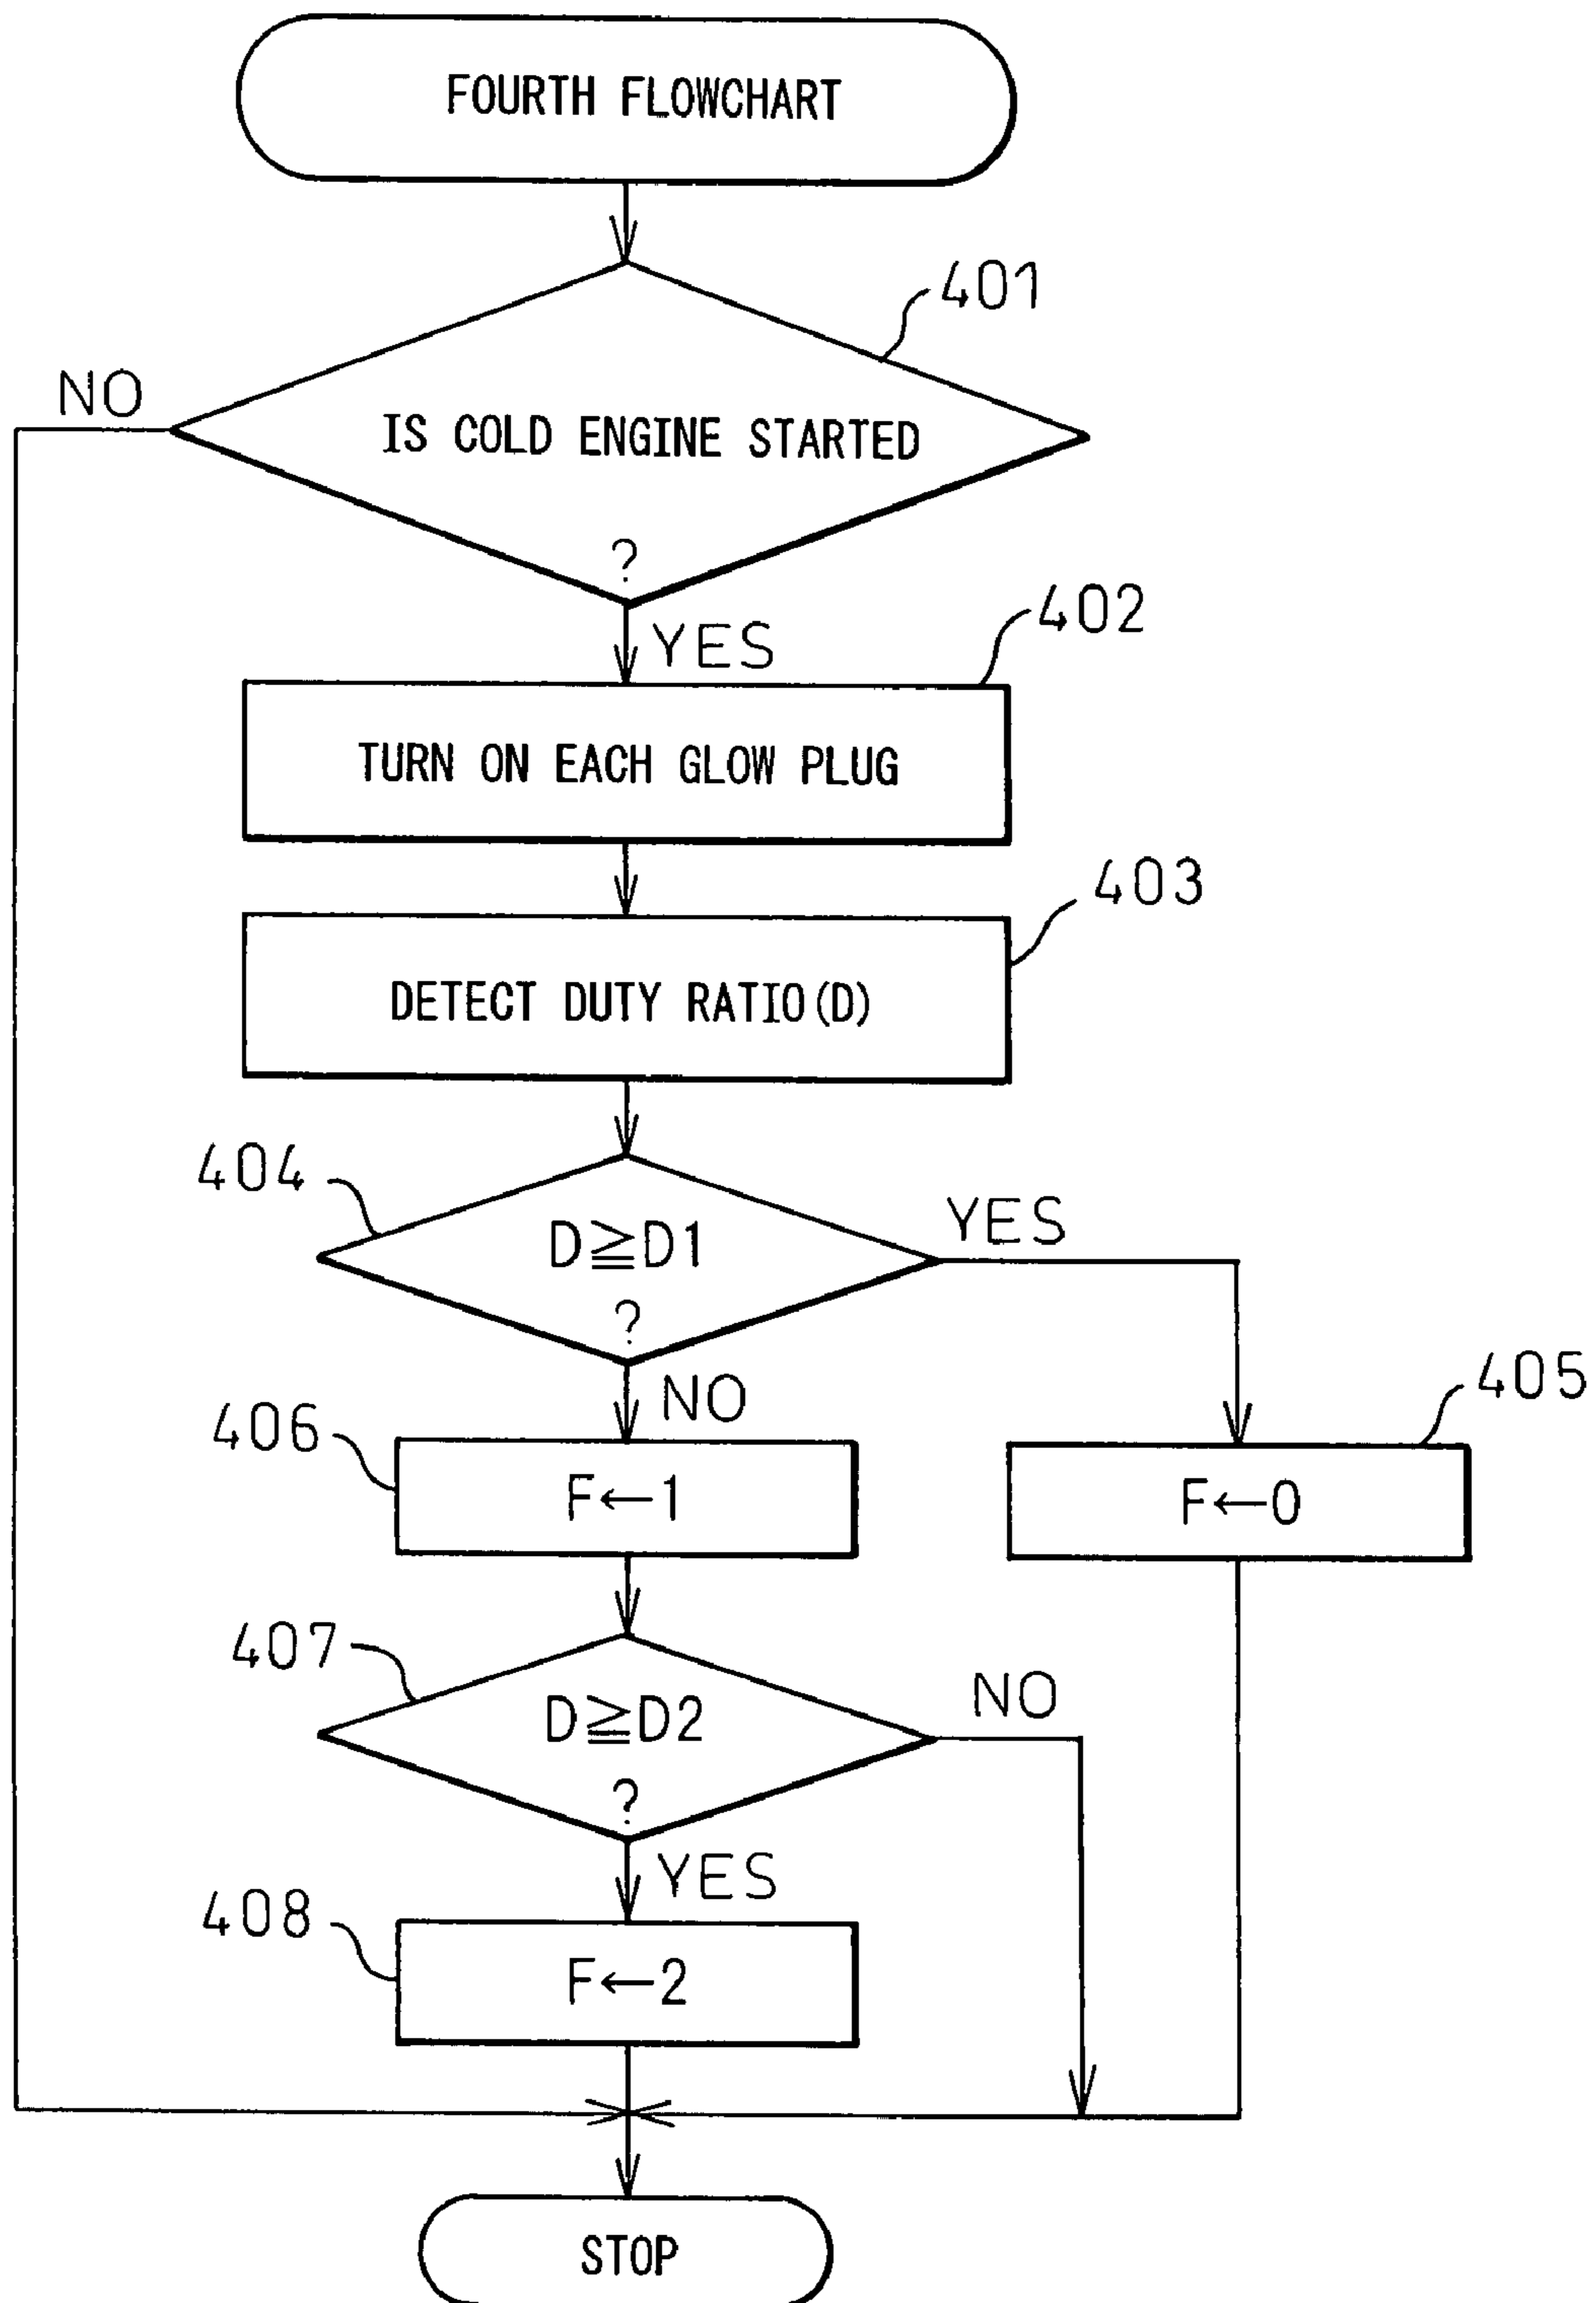 FOURTH FLOWCHART
401
NO
IS COLD ENGINE STARTED
?
YES
402
TURN ON EACH GLOW PLUG
403
DETECT DUTY RATIO(D)
404
D≧D1
?
YES
NO
405
406
F←1
F←0
407
D≧D2
?
NO
YES
408
F←2
STOP